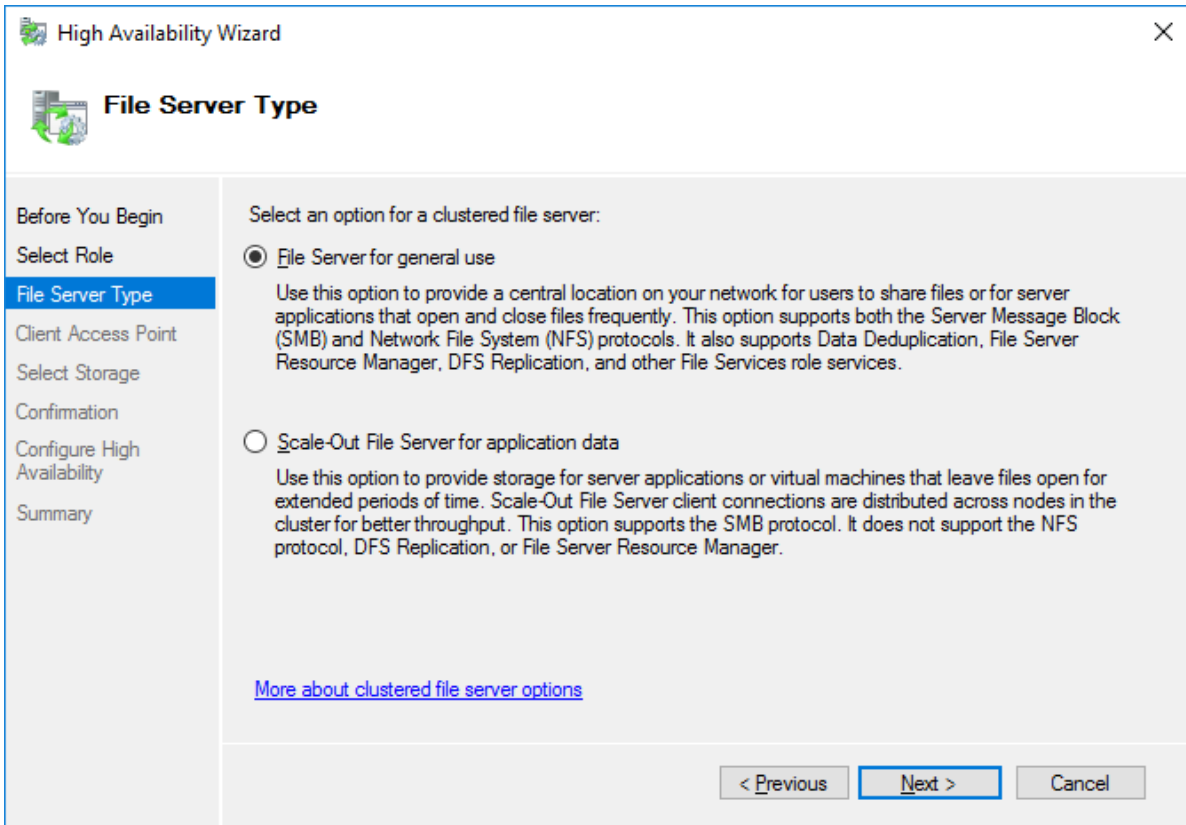 High Availability Wizard
File Server Type
Before You Begin
Select Role
File Server Type
Client Access Point
Select Storage
Confirmation
Configure High
Availability
Summary
Select an option for a clustered file server:
File Server for general use
Use this option to provide a central location on your network for users to share files or for server
applications that open and close files frequently. This option supports both the Server Message Block
(SMB) and Network File System (NFS) protocols. It also supports Data Deduplication, File Server
Resource Manager, DFS Replication, and other File Services role services.
Scale-Out File Server for application data
Use this option to provide storage for server applications or virtual machines that leave files open for
extended periods of time. Scale-Out File Server client connections are distributed across nodes in the
cluster for better throughput. This option supports the SMB protocol. It does not support the NFS
protocol, DFS Replication, or File Server Resource Manager.
More about clustered file server options
< Previous
Next >
Cancel